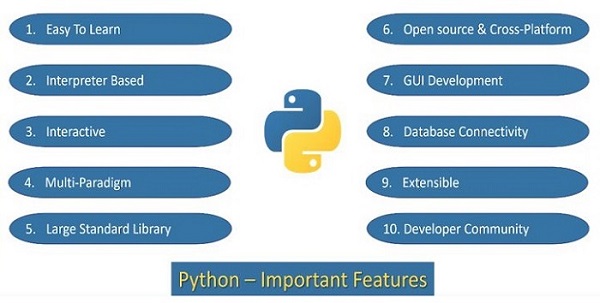 1. Easy To Learn
2. Interpreter Based
3. Interactive
4. Multi-Paradigm
5. Large Standard Library
6. Open source & Cross-Platform
7. GUI Development
8. Database Connectivity
9. Extensible
10. Developer Community
Python – Important Features